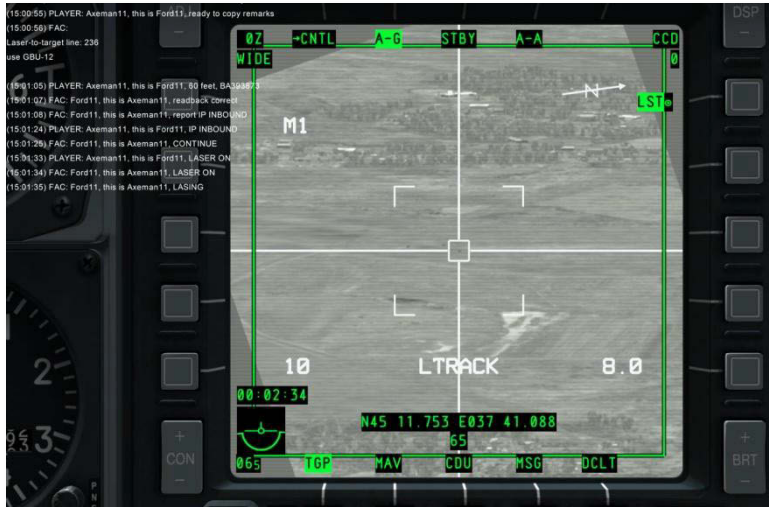 (15:00:55) PLAYER: Axeman11, this is Ford11, ready to copy remarks
(15:00:56) FAC:
Laser-to-target line: 236
use GBU-12
(15:01:05) PLAYER: Axeman11, this is Ford11, 60 feet, BA393873
(15:01:07) FAC: Ford11, this is Axeman11, readback correct
(15:01:08) FAC: Ford11, this is Axeman11, report IP INBOUND
(15:01:24) PLAYER: Axeman11, this is Ford11, IP INBOUND
(15:01:25) FAC: Ford11, this is Axeman11, CONTINUE
(15:01:33) PLAYER: Axeman11, this is Ford11, LASER ON
(15:01:34) FAC: Ford11, this is Axeman11, LASER ON
(15:01:35) FAC: Ford11, this is Axeman11, LASING
DSP
OZ →CNTL A-G STBY A-A CCD
WIDE 0
N
LST
M1
10 LTRACK 8.0
00:02:34
N45 11.753 E037 41.088
65
065 TGP MAV CDU MSG DCLT
2
3
+ CON -
+ BRT -